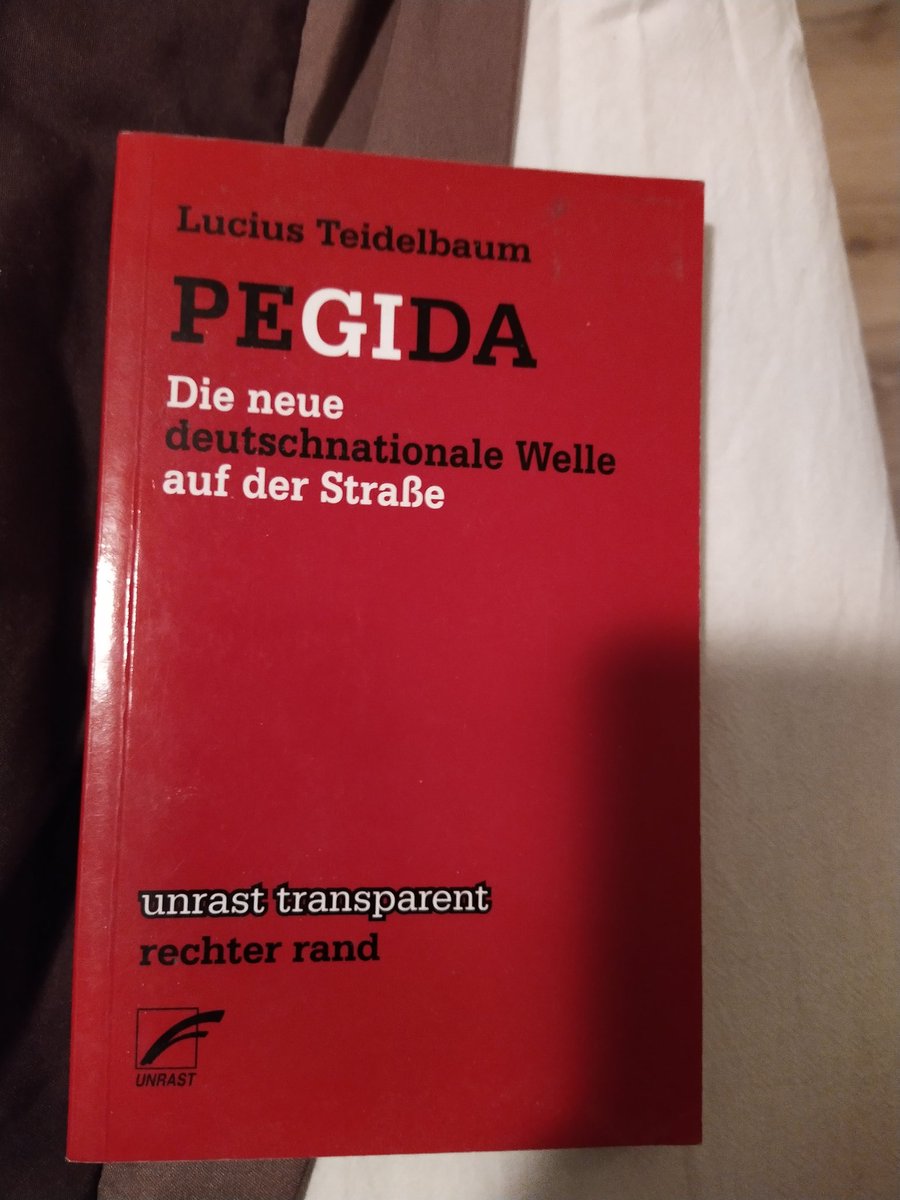 Lucius Teidelbaum
PEGIDA
Die neue
deutschnationale Welle
auf der Straße
unrast transparent
rechter rand
UNRAST